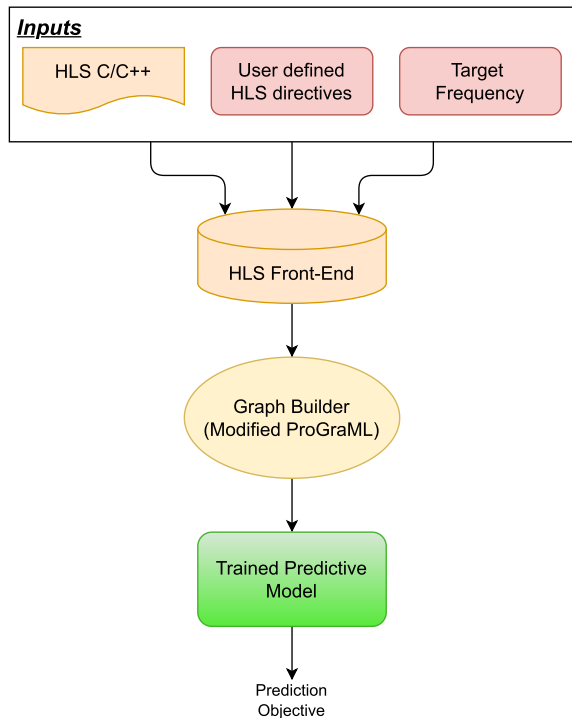 Inputs
HLS C/C++
User defined
HLS directives
Target
Frequency
HLS Front-End
Graph Builder
(Modified ProGraML)
Trained Predictive
Model
Prediction
Objective